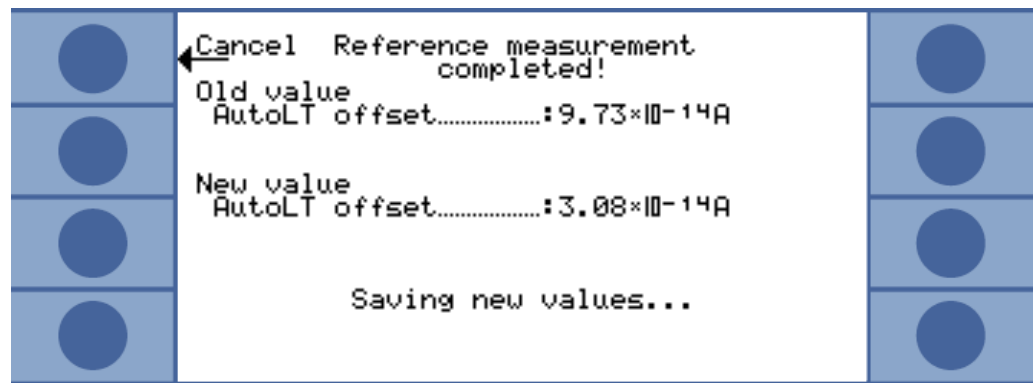 Cancel Reference measurement
completed!
Old value
AutoLT offset.................:9.73×10-14A
New value
AutoLT offset.................:3.08×10-14A
Saving new values...